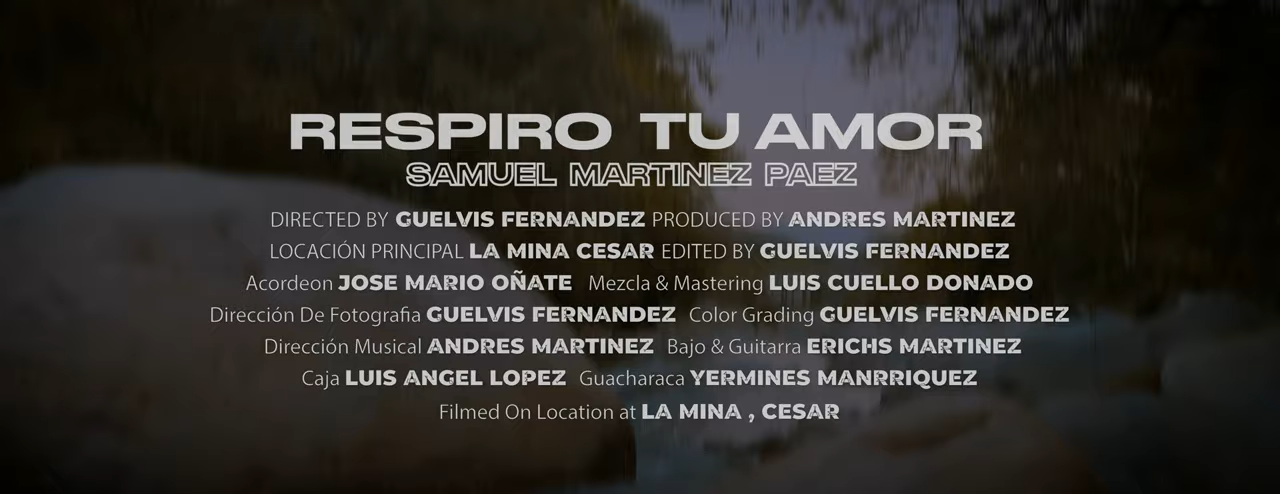 RESPIRO TU AMOR
SAMUEL MARTINEZ PAEZ
DIRECTED BY GUELVIS FERNANDEZ PRODUCED BY ANDRES MARTINEZ
LOCACIÓN PRINCIPAL LA MINA CESAR EDITED BY GUELVIS FERNANDEZ
Acordeon JOSE MARIO OÑATE Mezcla & Mastering LUIS CUELLO DONADO
Dirección De Fotografia GUELVIS FERNANDEZ Color Grading GUELVIS FERNANDEZ
Dirección Musical ANDRES MARTINEZ Bajo & Guitarra ERICHS MARTINEZ
Caja LUIS ANGEL LOPEZ Guacharaca YERMINES MANRRIQUEZ
Filmed On Location at LA MINA , CESAR